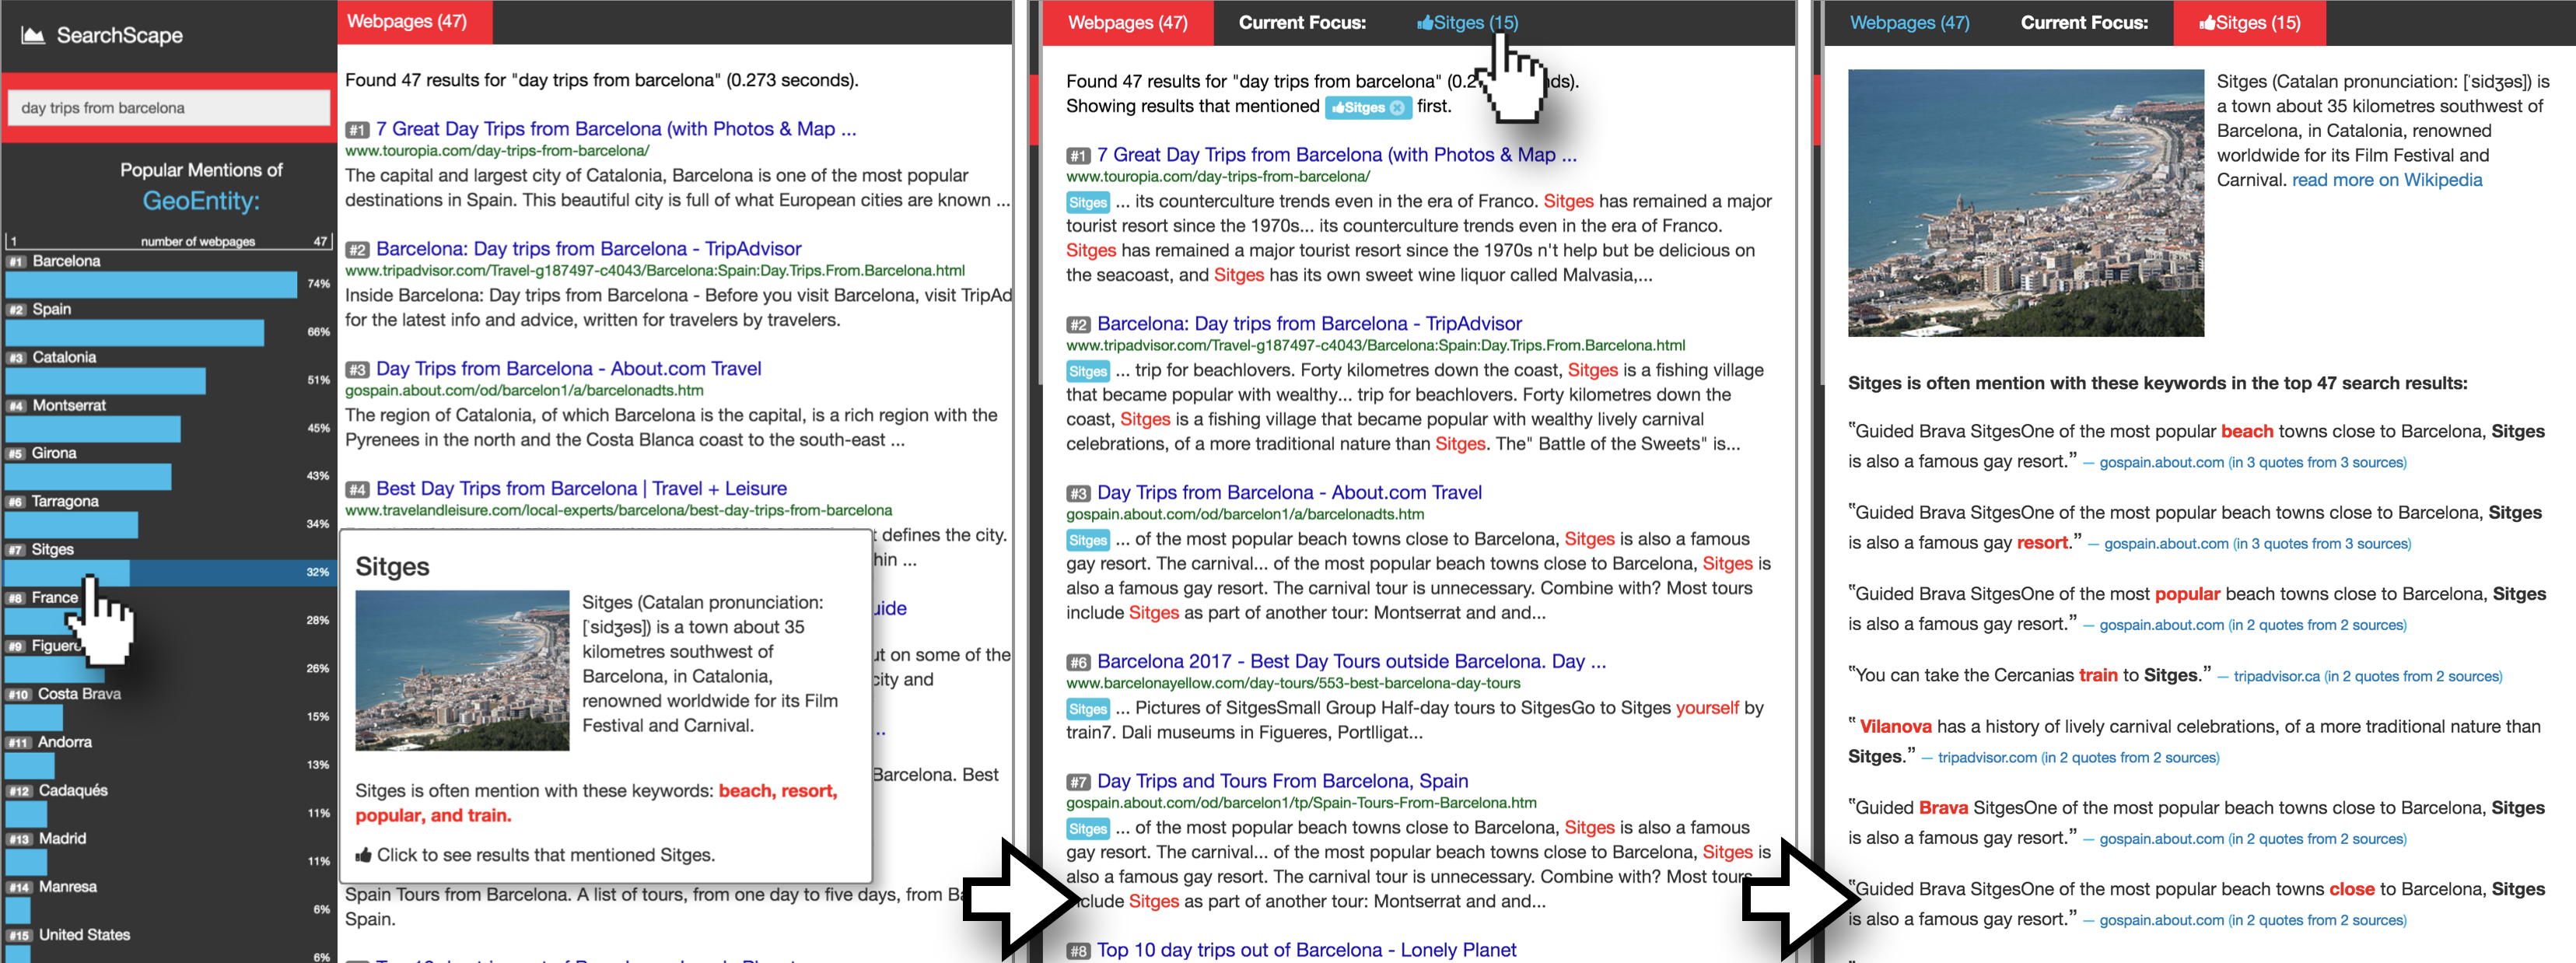 SearchScape
day trips from barcelona
Popular Mentions of
GeoEntity:
1 number of webpages 47
#1 Barcelona
74%
#2 Spain
66%
#3 Catalonia
51%
#4 Montserrat
45%
#5 Girona
43%
#6 Tarragona
34%
#7 Sitges
32%
#8 France
28%
#9
26%
#10 Costa Brava
15%
#11 Andorra
13%
#12 Cadaqués
11%
#13 Madrid
11%
#14 Manresa
6%
#15 United States
6%
Webpages (47)
Found 47 results for "day trips from barcelona" (0.273 seconds).
#1 7 Great Day Trips from Barcelona (with Photos & Map ...
www.touropia.com/day-trips-from-barcelona/
The capital and largest city of Catalonia, Barcelona is one of the most popular
destinations in Spain. This beautiful city is full of what European cities are known ...
#2 Barcelona: Day trips from Barcelona - TripAdvisor
www.tripadvisor.com/Travel-g187497-c4043/Barcelona:Spain:Day.Trips.From.Barcelona.html
Inside Barcelona: Day trips from Barcelona - Before you visit Barcelona, visit TripAd
for the latest info and advice, written for travelers by travelers.
#3 Day Trips from Barcelona - About.com Travel
gospain.about.com/od/barcelon1/a/barcelonadts.htm
The region of Catalonia, of which Barcelona is the capital, is a rich region with the
Pyrenees in the north and the Costa Blanca coast to the south-east ...
#4 Best Day Trips from Barcelona | Travel + Leisure
www.travelandleisure.com/local-experts/barcelona/best-day-trips-from-barcelona
t defines the city.
hin ...
uide
ut on some of the
city and
..
Barcelona. Best
Sitges
Sitges (Catalan pronunciation:
[ˈsidʒəs]) is a town about 35
kilometres southwest of
Barcelona, in Catalonia,
renowned worldwide for its Film
Festival and Carnival.
Sitges is often mention with these keywords: beach, resort,
popular, and train.
Click to see results that mentioned Sitges.
Spain Tours from Barcelona. A list of tours, from one day to five days, from Ba
Spain.
Webpages (47) Current Focus: Sitges (15)
Found 47 results for "day trips from barcelona" (0.2 nds).
Showing results that mentioned Sitges first.
#1 7 Great Day Trips from Barcelona (with Photos & Map ...
www.touropia.com/day-trips-from-barcelona/
Sitges ... its counterculture trends even in the era of Franco. Sitges has remained a major
tourist resort since the 1970s... its counterculture trends even in the era of Franco.
Sitges has remained a major tourist resort since the 1970s n't help but be delicious on
the seacoast, and Sitges has its own sweet wine liquor called Malvasia,...
#2 Barcelona: Day trips from Barcelona - TripAdvisor
www.tripadvisor.com/Travel-g187497-c4043/Barcelona:Spain:Day.Trips.From.Barcelona.html
Sitges ... trip for beachlovers. Forty kilometres down the coast, Sitges is a fishing village
that became popular with wealthy... trip for beachlovers. Forty kilometres down the
coast, Sitges is a fishing village that became popular with wealthy lively carnival
celebrations, of a more traditional nature than Sitges. The" Battle of the Sweets" is...
#3 Day Trips from Barcelona - About.com Travel
gospain.about.com/od/barcelon1/a/barcelonadts.htm
Sitges ... of the most popular beach towns close to Barcelona, Sitges is also a famous
gay resort. The carnival... of the most popular beach towns close to Barcelona, Sitges is
also a famous gay resort. The carnival tour is unnecessary. Combine with? Most tours
include Sitges as part of another tour: Montserrat and and...
#6 Barcelona 2017 - Best Day Tours outside Barcelona. Day ...
www.barcelonayellow.com/day-tours/553-best-barcelona-day-tours
Sitges ... Pictures of SitgesSmall Group Half-day tours to SitgesGo to Sitges yourself by
train7. Dali museums in Figueres, Portlligat...
#7 Day Trips and Tours From Barcelona, Spain
gospain.about.com/od/barcelon1/tp/Spain-Tours-From-Barcelona.htm
Sitges ... of the most popular beach towns close to Barcelona, Sitges is also a famous
gay resort. The carnival... of the most popular beach towns close to Barcelona, Sitges is
also a famous gay resort. The carnival tour is unnecessary. Combine with? Most tours
clude Sitges as part of another tour: Montserrat and and...
#8 Top 10 day trips out of Barcelona - Lonely Planet
Webpages (47) Current Focus: Sitges (15)
Sitges (Catalan pronunciation: [ˈsidʒəs]) is
a town about 35 kilometres southwest of
Barcelona, in Catalonia, renowned
worldwide for its Film Festival and
Carnival. read more on Wikipedia
Sitges is often mention with these keywords in the top 47 search results:
"Guided Brava SitgesOne of the most popular beach towns close to Barcelona, Sitges
is also a famous gay resort." — gospain.about.com (in 3 quotes from 3 sources)
"Guided Brava SitgesOne of the most popular beach towns close to Barcelona, Sitges
is also a famous gay resort." — gospain.about.com (in 3 quotes from 3 sources)
"Guided Brava SitgesOne of the most popular beach towns close to Barcelona, Sitges
is also a famous gay resort." — gospain.about.com (in 2 quotes from 2 sources)
"You can take the Cercanias train to Sitges." — tripadvisor.ca (in 2 quotes from 2 sources)
" Vilanova has a history of lively carnival celebrations, of a more traditional nature than
Sitges." — tripadvisor.com (in 2 quotes from 2 sources)
"Guided Brava SitgesOne of the most popular beach towns close to Barcelona, Sitges
is also a famous gay resort." — gospain.about.com (in 2 quotes from 2 sources)
"Guided Brava SitgesOne of the most popular beach towns close to Barcelona, Sitges
is also a famous gay resort." — gospain.about.com (in 2 quotes from 2 sources)